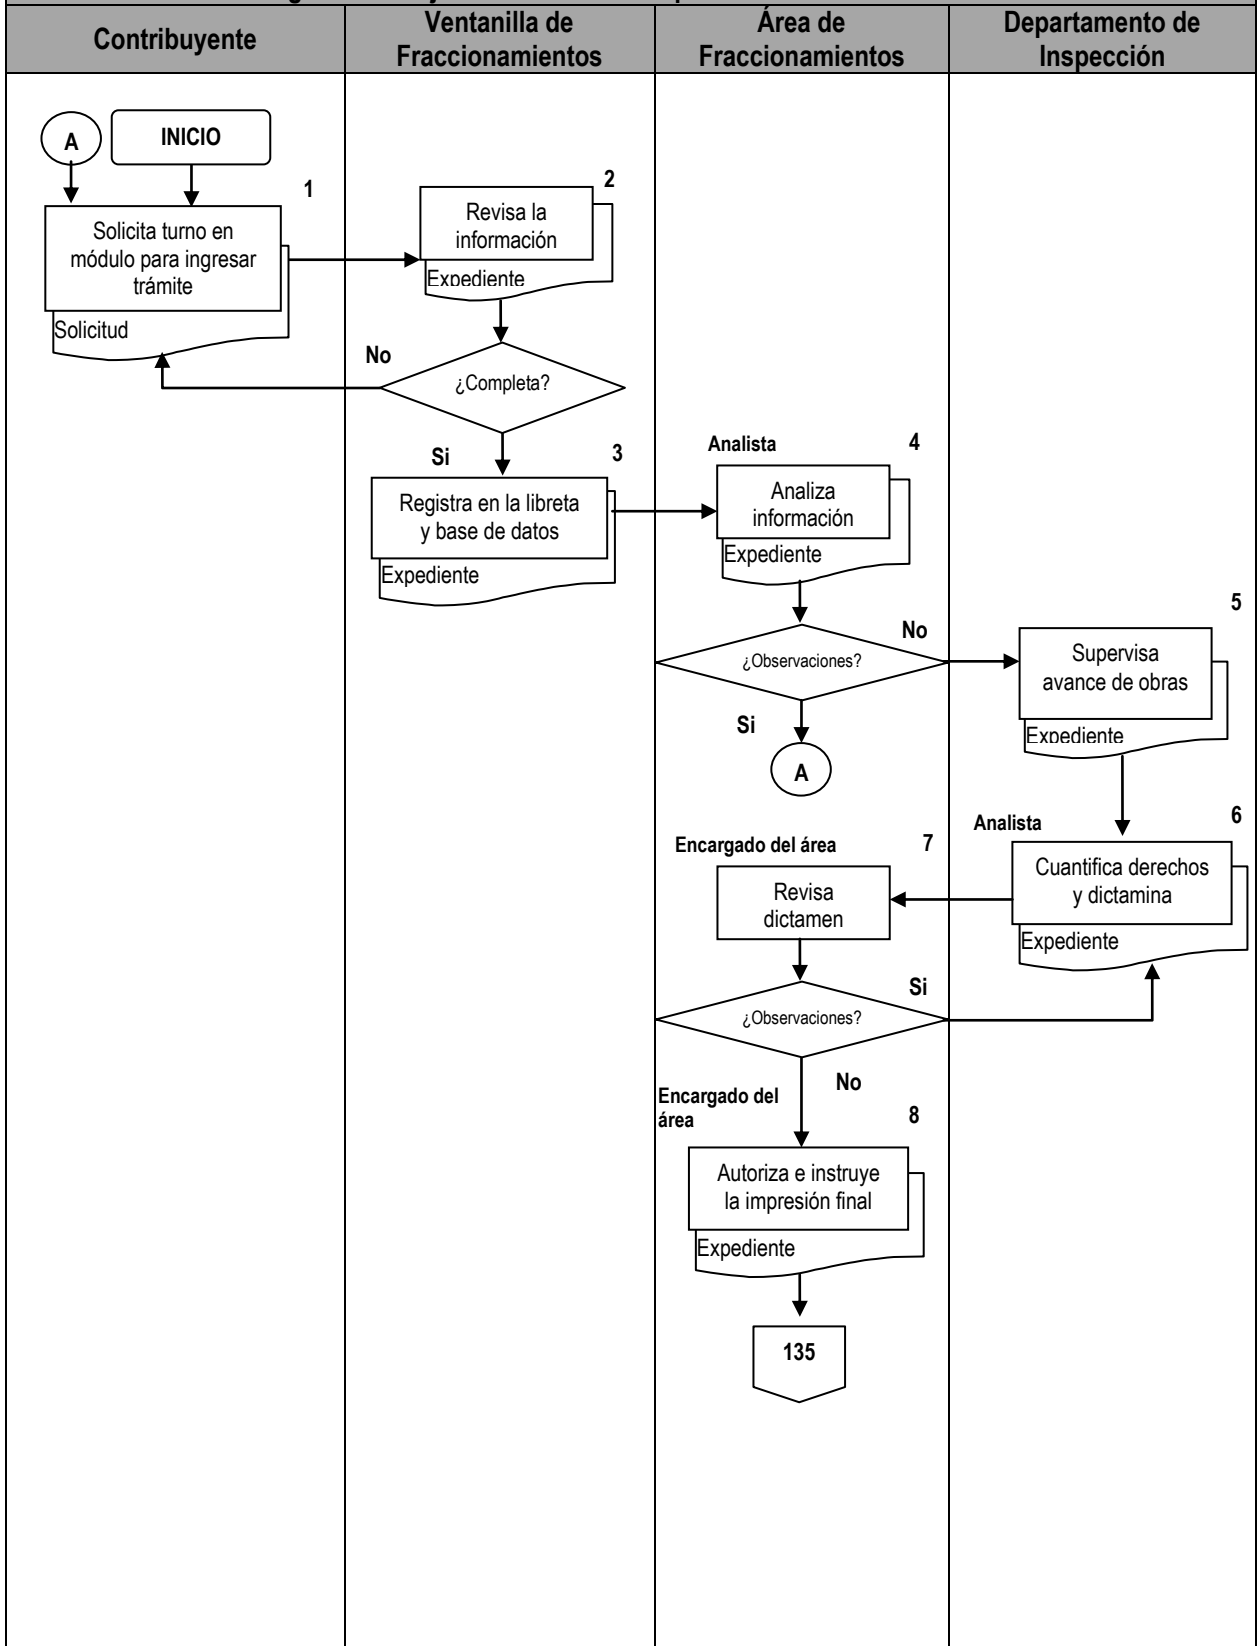 Contribuyente
Ventanilla de
Fraccionamientos
Área de
Fraccionamientos
Departamento de
Inspección
A
INICIO
1
Solicita turno en
módulo para ingresar
trámite
Solicitud
2
Revisa la
información
Expediente
No
¿Completa?
Si
3
Registra en la libreta
y base de datos
Expediente
Analista
4
Analiza
información
Expediente
¿Observaciones?
No
Si
A
5
Supervisa
avance de obras
Expediente
Analista
6
Cuantifica derechos
y dictamina
Expediente
Encargado del área
7
Revisa
dictamen
¿Observaciones?
Si
No
Encargado del
área
8
Autoriza e instruye
la impresión final
Expediente
135